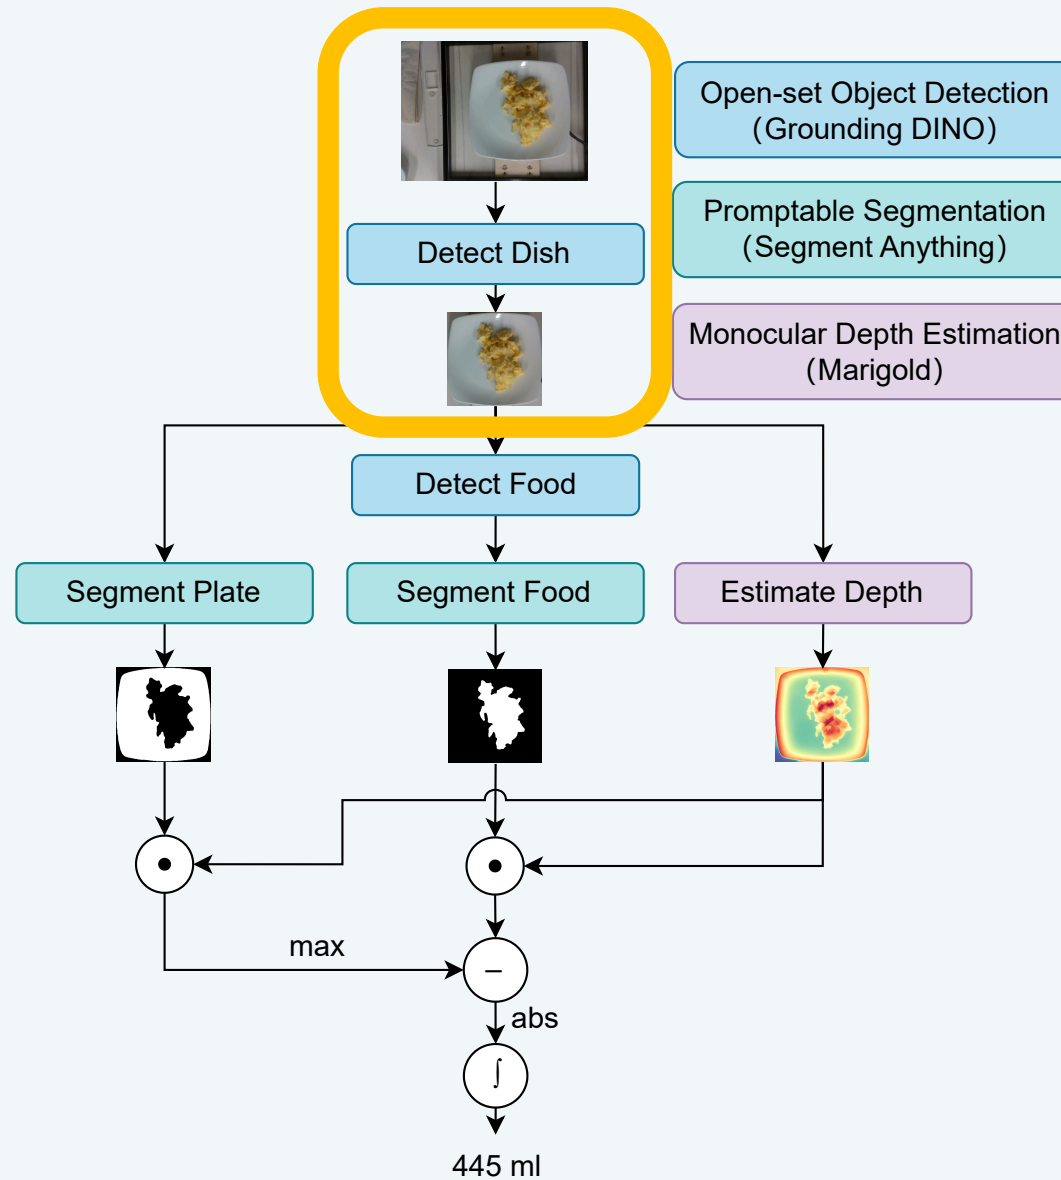 Open-set Object Detection
(Grounding DINO)
Promptable Segmentation
(Segment Anything)
Detect Dish
Monocular Depth Estimation
(Marigold)
Detect Food
Segment Plate
Segment Food
Estimate Depth
max
−
abs
∫
445 ml